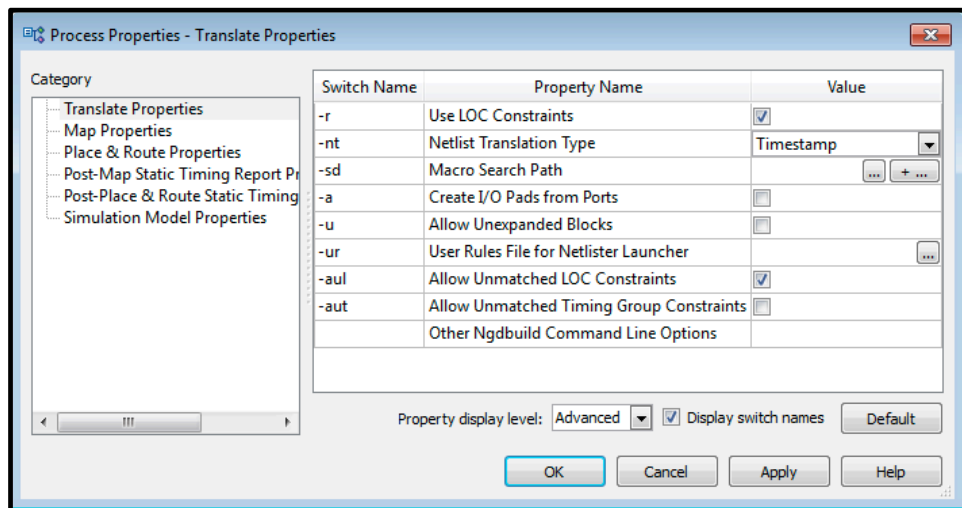 Process Properties - Translate Properties
Category
Translate Properties
Map Properties
Place & Route Properties
Post-Map Static Timing Report Pr
Post-Place & Route Static Timing
Simulation Model Properties
Switch Name Property Name Value
-r Use LOC Constraints
-nt Netlist Translation Type Timestamp
-sd Macro Search Path ... + ...
-a Create I/O Pads from Ports
-u Allow Unexpanded Blocks
-ur User Rules File for Netlister Launcher ...
-aul Allow Unmatched LOC Constraints
-aut Allow Unmatched Timing Group Constraints
Other Ngdbuild Command Line Options
Property display level: Advanced Display switch names Default
OK Cancel Apply Help